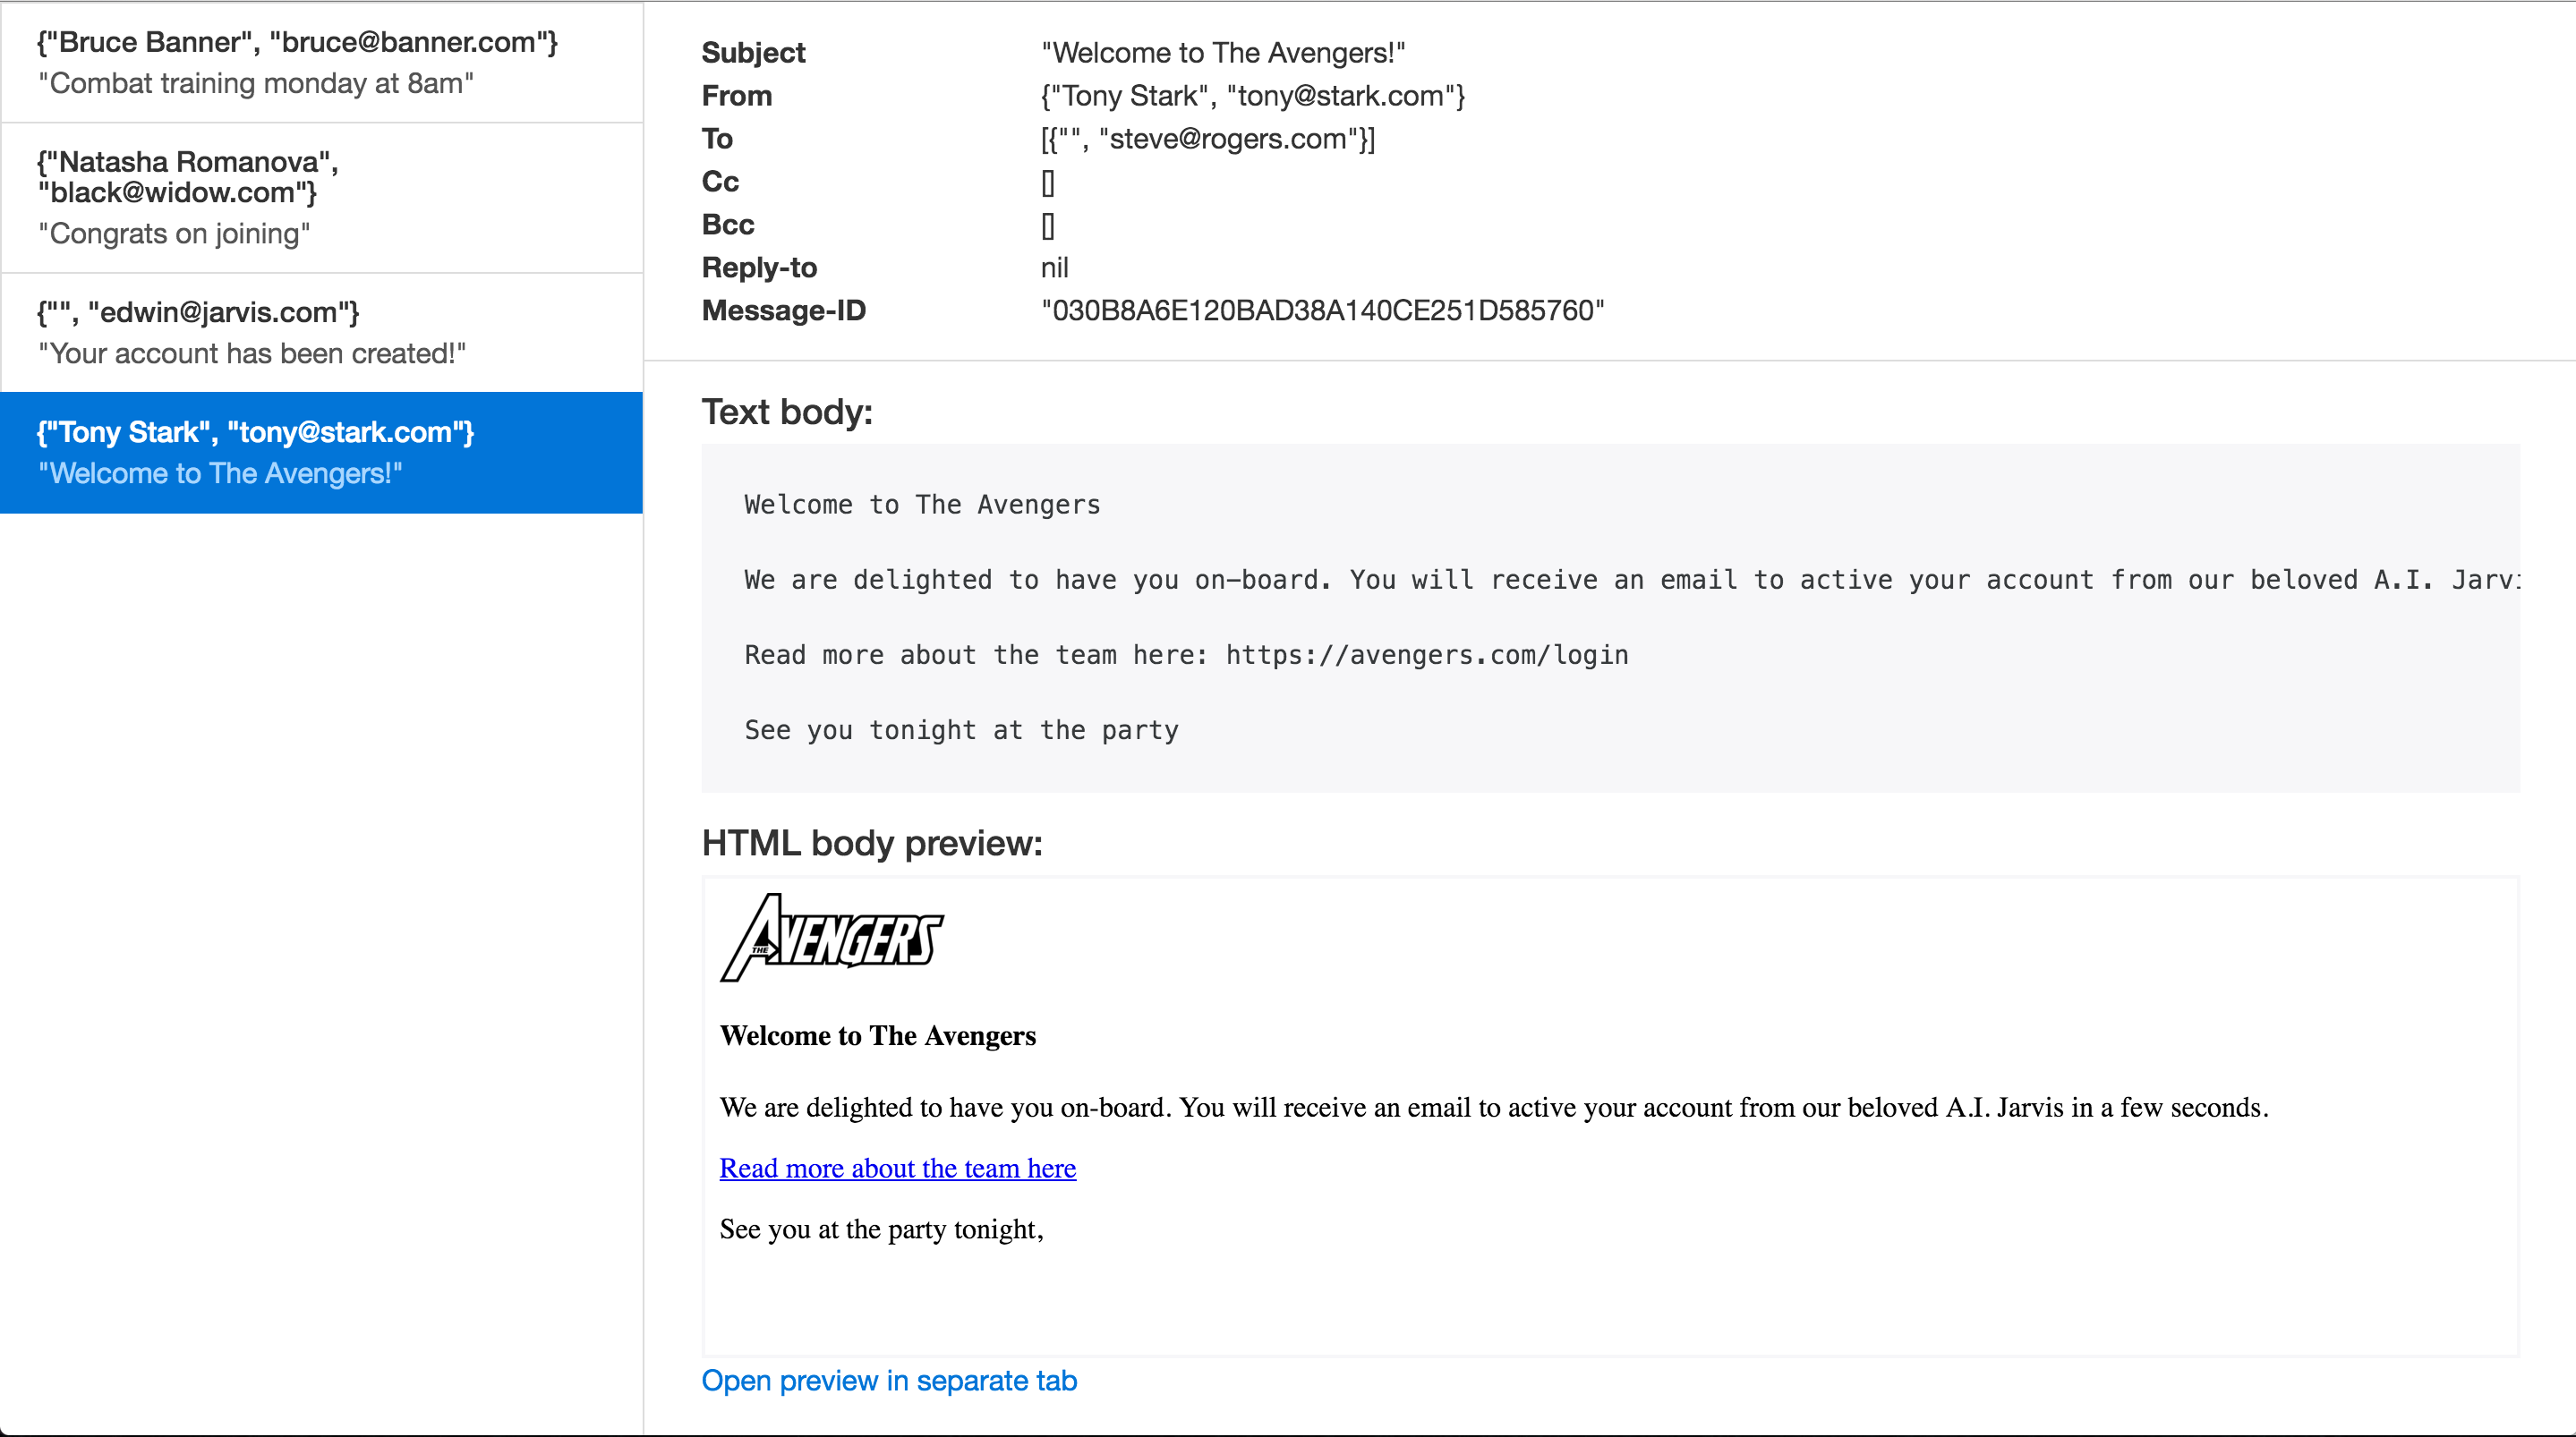 {"Bruce Banner", "bruce@banner.com"}
"Combat training monday at 8am"
{"Natasha Romanova",
"black@widow.com"}
"Congrats on joining"
{"", "edwin@jarvis.com"}
"Your account has been created!"
{"Tony Stark", "tony@stark.com"}
"Welcome to The Avengers!"
Subject "Welcome to The Avengers!"
From {"Tony Stark", "tony@stark.com"}
To [{"", "steve@rogers.com"}]
Cc []
Bcc []
Reply-to nil
Message-ID "030B8A6E120BAD38A140CE251D585760"
Text body:
Welcome to The Avengers
We are delighted to have you on-board. You will receive an email to active your account from our beloved A.I. Jarvi
Read more about the team here: https://avengers.com/login
See you tonight at the party
HTML body preview:
THE AVENGERS
Welcome to The Avengers
We are delighted to have you on-board. You will receive an email to active your account from our beloved A.I. Jarvis in a few seconds.
Read more about the team here
See you at the party tonight,
Open preview in separate tab